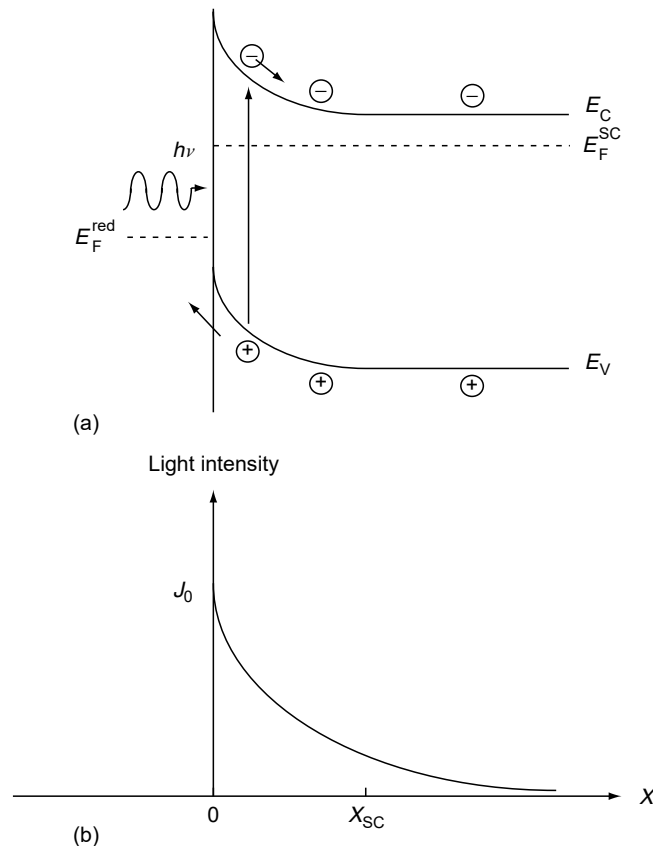 E_C
E_F^SC
hν
E_F^red
E_V
(a)
Light intensity
J_0
X
0
X_SC
(b)